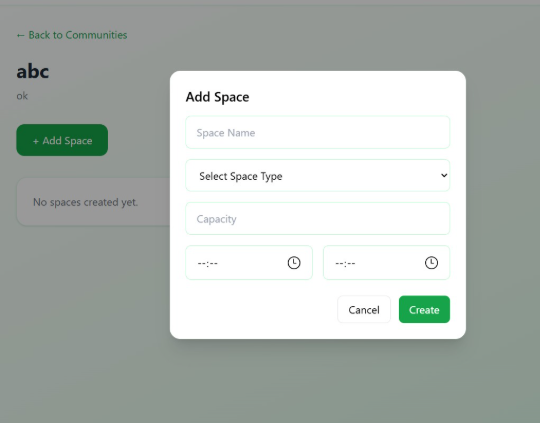 ← Back to Communities
abc
ok
+ Add Space
No spaces created yet.
Add Space
Space Name
Select Space Type
Capacity
--:-- --:--
Cancel Create